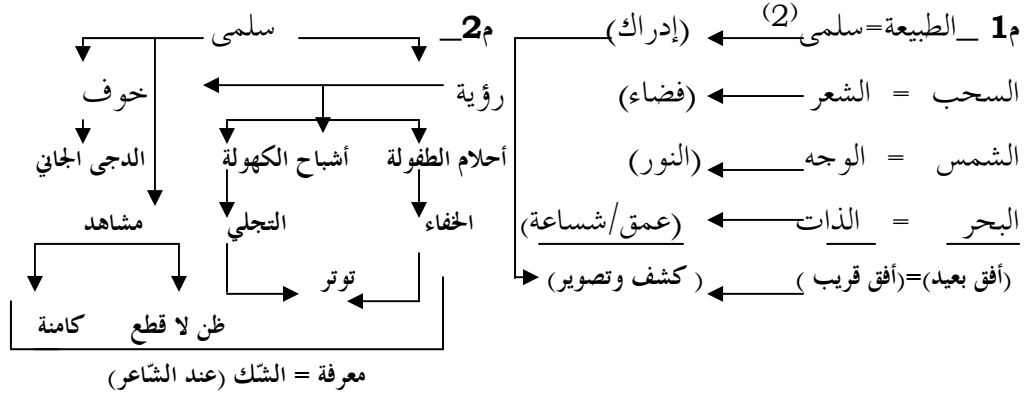 م1 _الطبيعة=سلمى(2) (إدراك) م2_ سلمى
السحب = الشعر (فضاء) رؤية خوف
الشمس = الوجه (النور) أحلام الطفولة أشباح الكهولة الدجى الجاني
البحر = الذات (عمق/شساعة) الخفاء التجلي مشاهد
(أفق بعيد)=(أفق قريب ) ( كشف وتصوير) توتر
ظن لا قطع كامنة
معرفة = الشّك (عند الشّاعر)